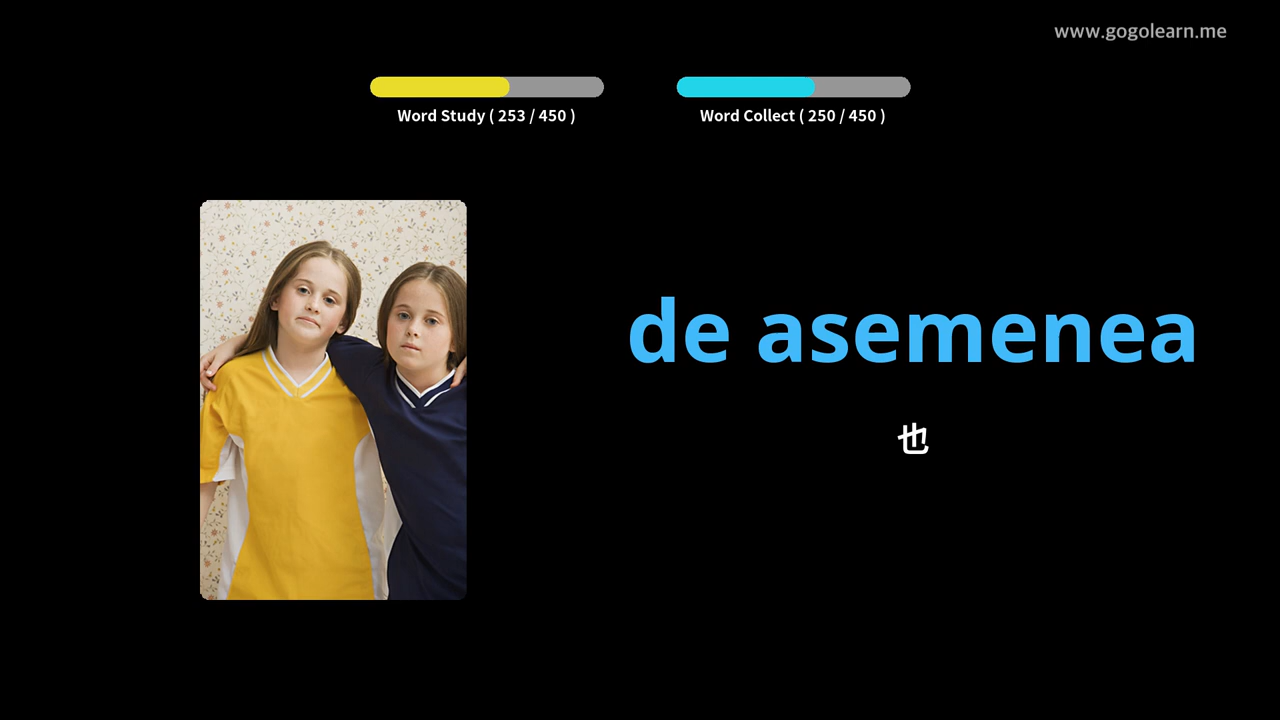 www.gogolearn.me
Word Study ( 253 / 450 )
Word Collect ( 250 / 450 )
de asemenea
也